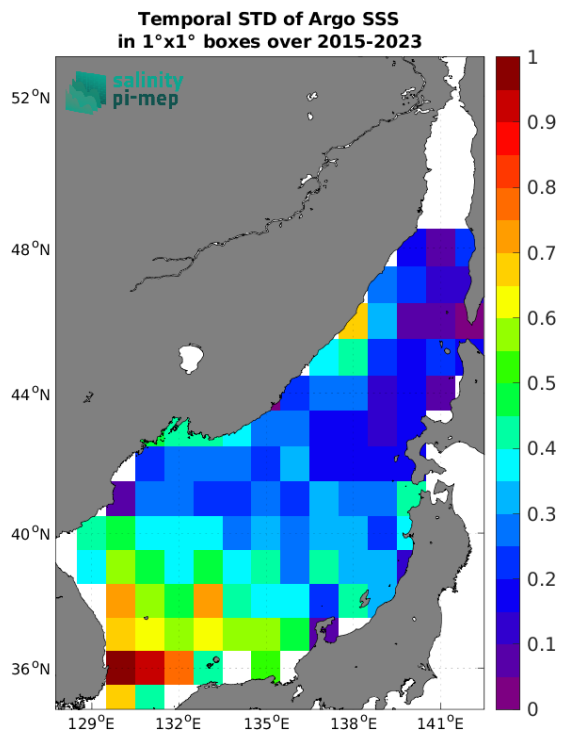 Temporal STD of Argo SSS
in 1°x1° boxes over 2015-2023
salinity
pi-mep
52°N
48°N
44°N
40°N
36°N
129°E
132°E
135°E
138°E
141°E
1
0.9
0.8
0.7
0.6
0.5
0.4
0.3
0.2
0.1
0